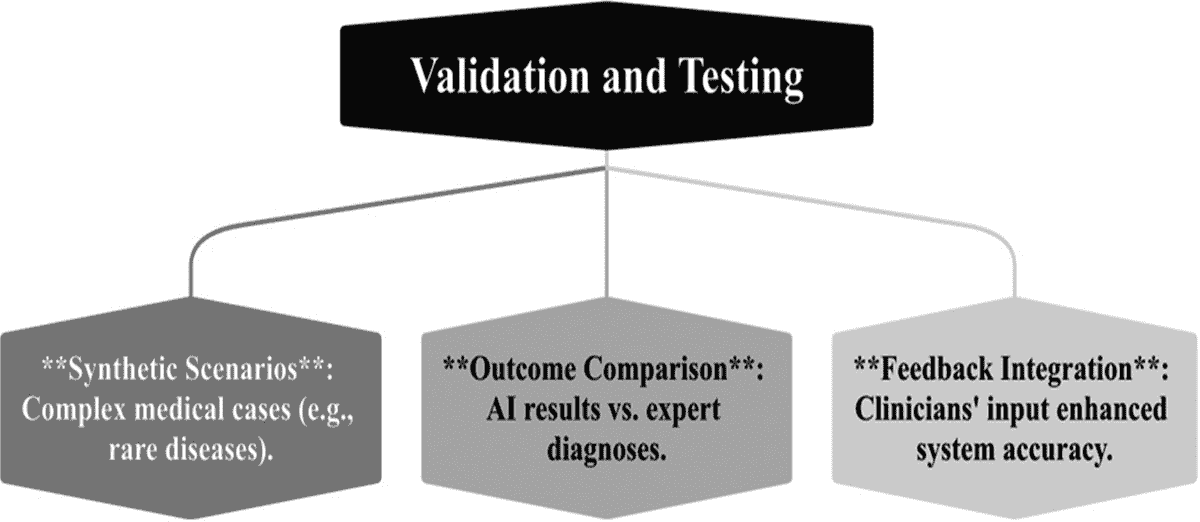 Validation and Testing
**Synthetic Scenarios**:
Complex medical cases (e.g.,
rare diseases).
**Outcome Comparison**:
AI results vs. expert
diagnoses.
**Feedback Integration**:
Clinicians' input enhanced
system accuracy.